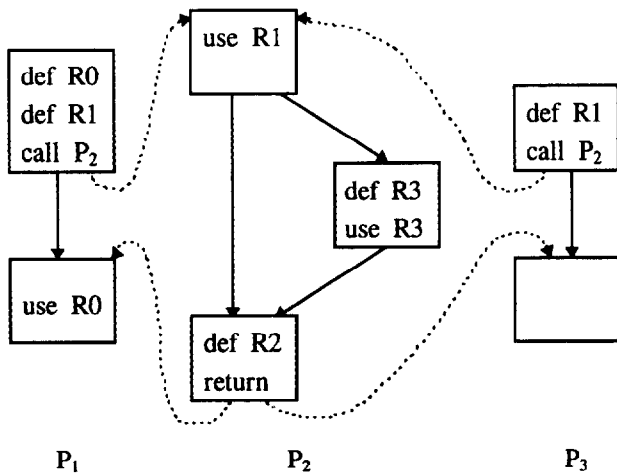 def R0
def R1
call P₂
use R0
P₁
use R1
def R3
use R3
def R2
return
P₂
def R1
call P₂
P₃